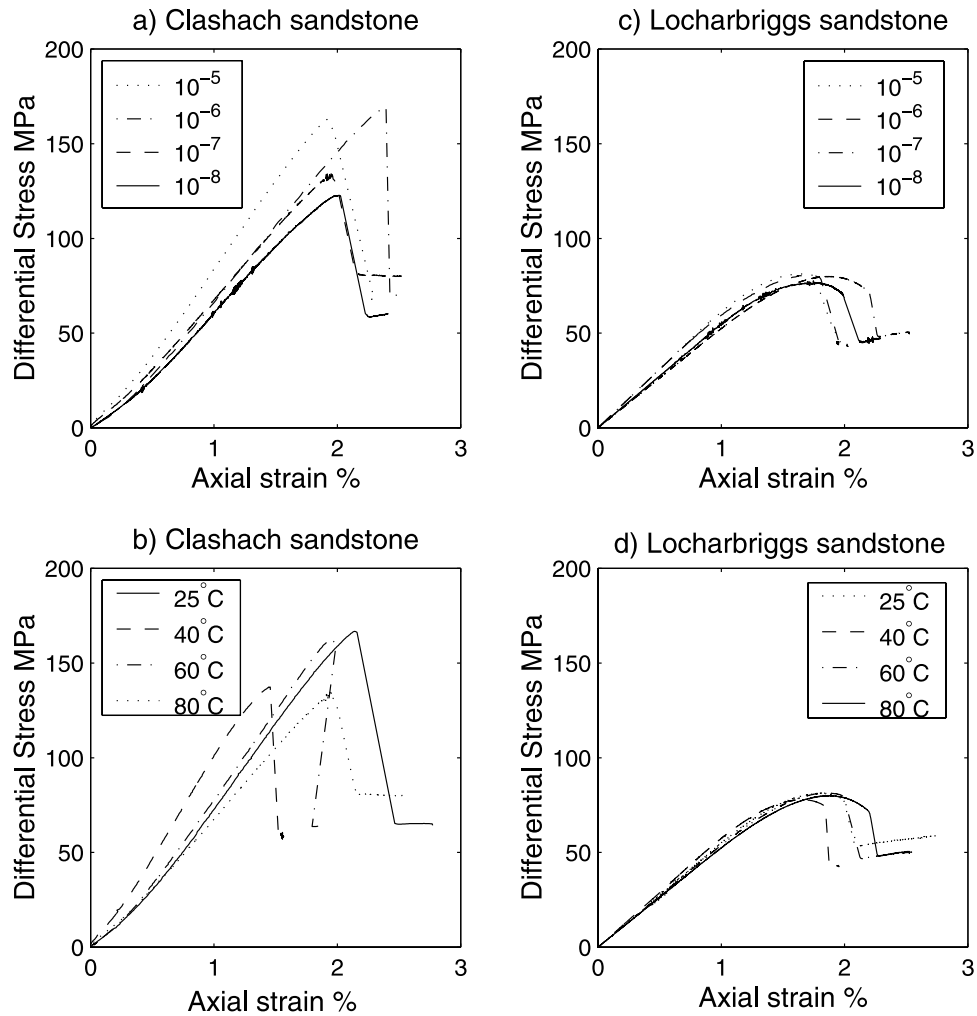 a) Clashach sandstone
200
150
100
50
0
0 1 2 3
Differential Stress MPa
Axial strain %
10⁻⁵
10⁻⁶
10⁻⁷
10⁻⁸
c) Locharbriggs sandstone
200
150
100
50
0
0 1 2 3
Differential Stress MPa
Axial strain %
10⁻⁵
10⁻⁶
10⁻⁷
10⁻⁸
b) Clashach sandstone
200
150
100
50
0
0 1 2 3
Differential Stress MPa
Axial strain %
25°C
40°C
60°C
80°C
d) Locharbriggs sandstone
200
150
100
50
0
0 1 2 3
Differential Stress MPa
Axial strain %
25°C
40°C
60°C
80°C